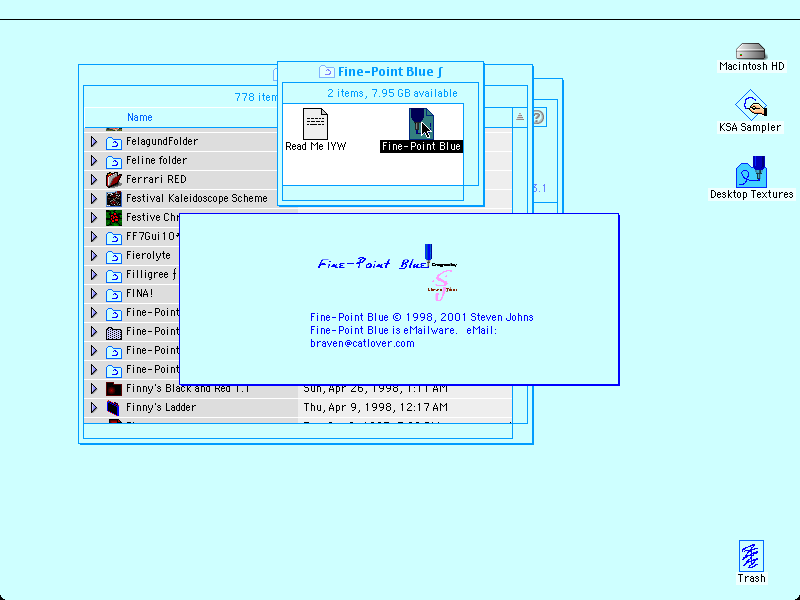 Fine-Point Blue ƒ
2 items, 7.95 GB available
Read Me IYW
Fine-Point Blue
778 item
Name
FelagundFolder
Feline folder
Ferrari RED
Festival Kaleidoscope Scheme
Festive Chr
FF7Gui10*
Fierolyte
Filligree ƒ
FINA!
Fine-Point
Fine-Point
Fine-Point
Fine-Point
Finny's Black and Red 1.1
Sun, Apr 26, 1998, 1:11 AM
Finny's Ladder
Thu, Apr 9, 1998, 12:17 AM
3.1
Fine-Point Blue
Fine-Point Blue © 1998, 2001 Steven Johns
Fine-Point Blue is eMailware. eMail:
braven@catlover.com
Macintosh HD
KSA Sampler
Desktop Textures
Trash